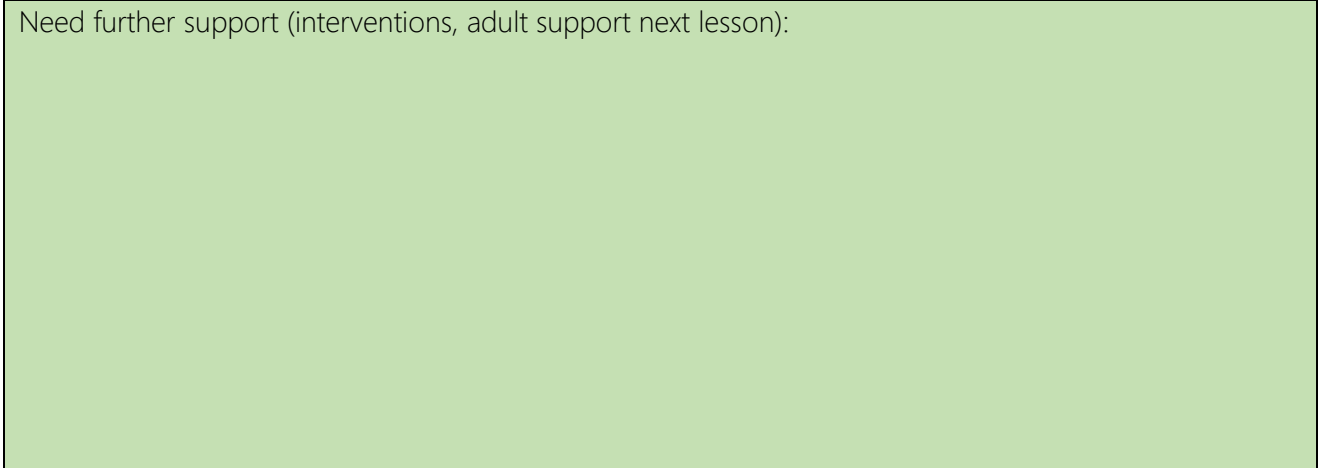 Need further support (interventions, adult support next lesson):